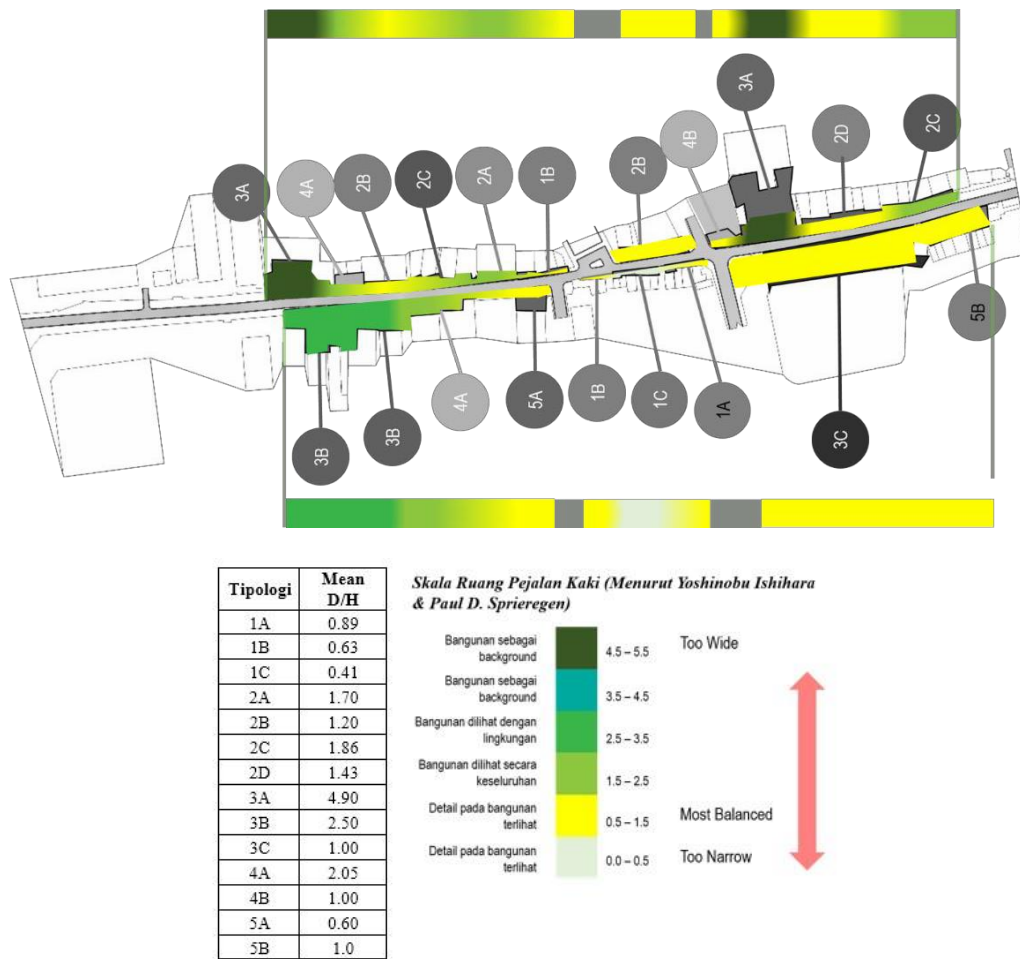 3A
4B
2D
2C
3A
4A
2B
2C
2A
1B
2B
3B
3B
4A
5A
1B
1C
1A
3C
5B
Tipologi Mean D/H
1A 0.89
1B 0.63
1C 0.41
2A 1.70
2B 1.20
2C 1.86
2D 1.43
3A 4.90
3B 2.50
3C 1.00
4A 2.05
4B 1.00
5A 0.60
5B 1.0
Skala Ruang Pejalan Kaki (Menurut Yoshinobu Ishihara
& Paul D. Sprieregen)
Bangunan sebagai
background 4.5 – 5.5 Too Wide
Bangunan sebagai
background 3.5 – 4.5
Bangunan dilihat dengan
lingkungan 2.5 – 3.5
Bangunan dilihat secara
keseluruhan 1.5 – 2.5
Detail pada bangunan
terlihat 0.5 – 1.5 Most Balanced
Detail pada bangunan
terlihat 0.0 – 0.5 Too Narrow